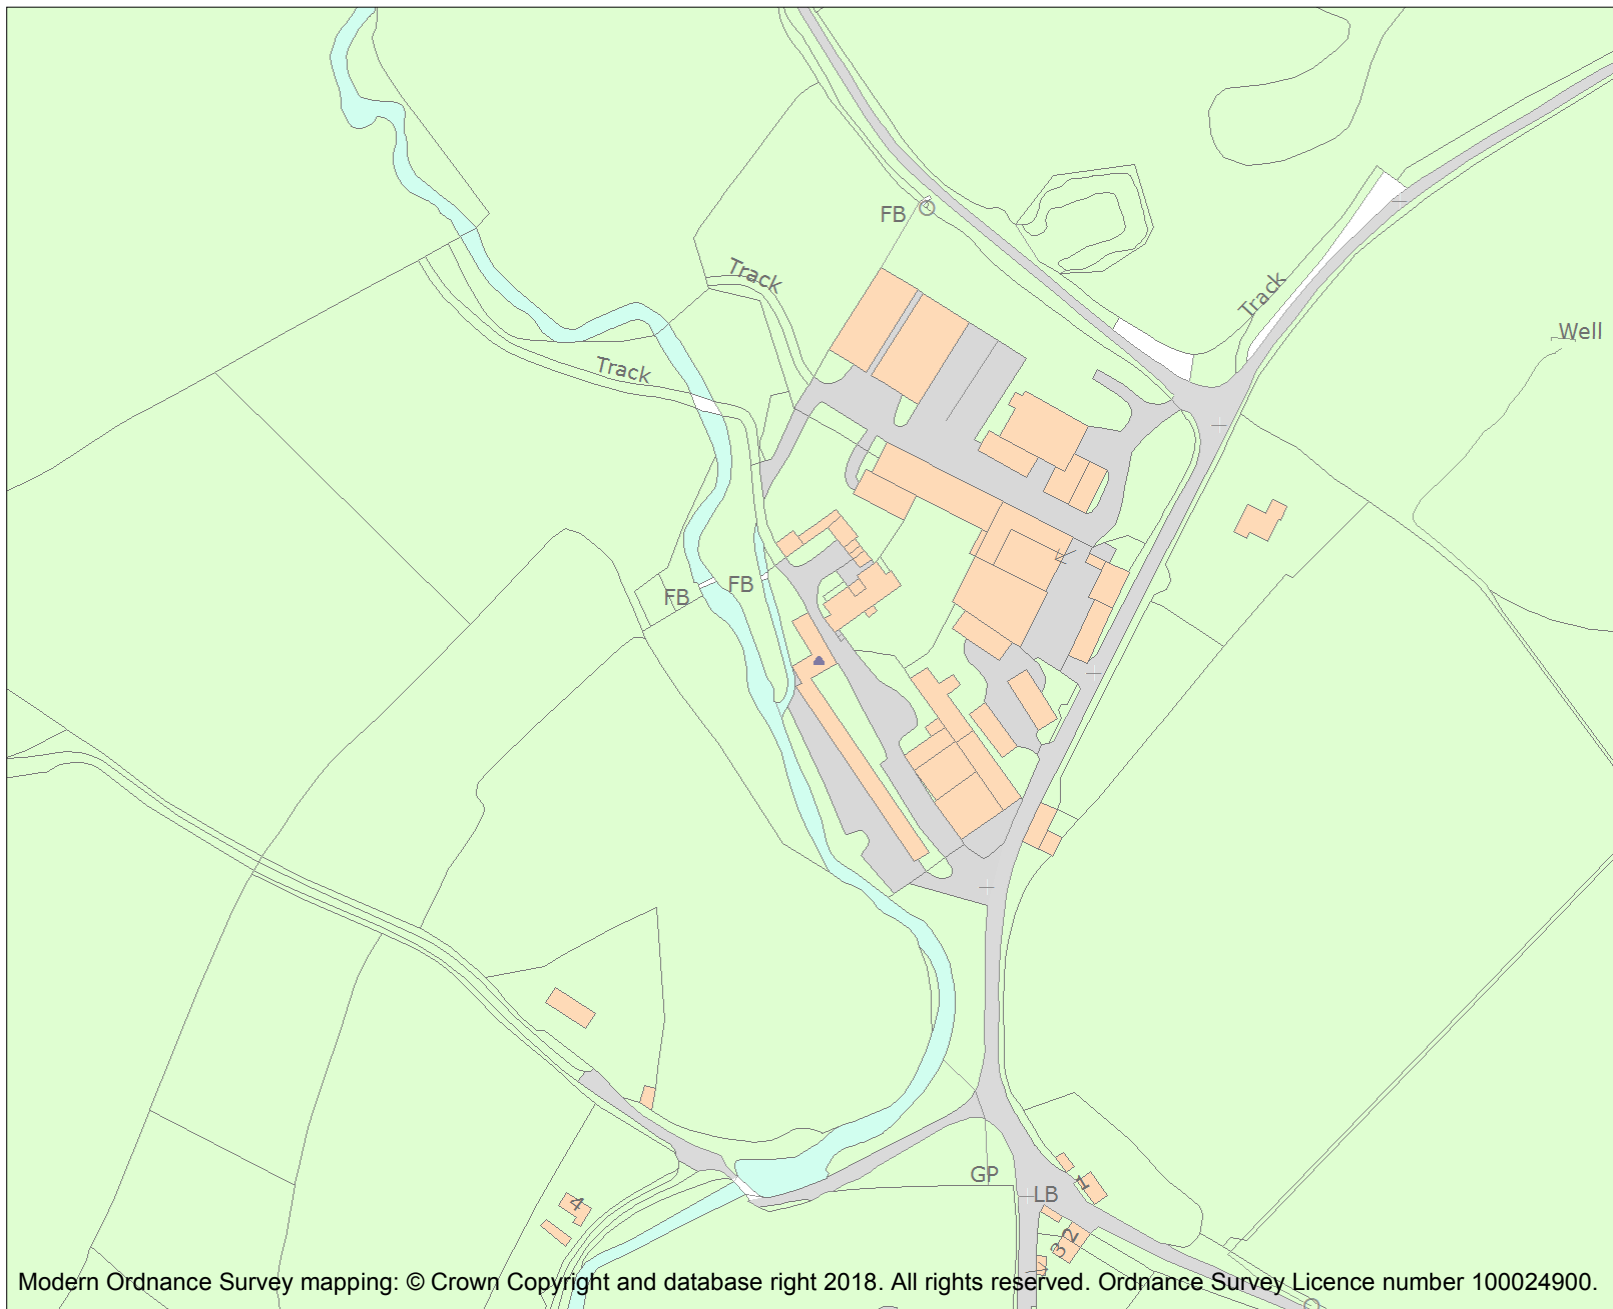 FB
Track
Track
Track
Well
FB
FB
GP
LB
1
4
2
3
Modern Ordnance Survey mapping: © Crown Copyright and database right 2018. All rights reserved. Ordnance Survey Licence number 100024900.